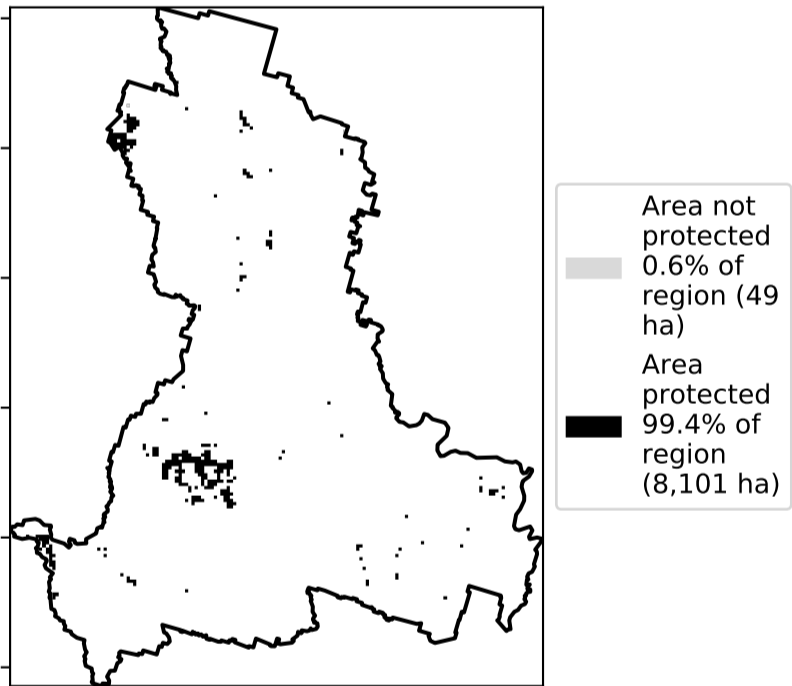 Area not
protected
0.6% of
region (49
ha)
Area
protected
99.4% of
region
(8,101 ha)